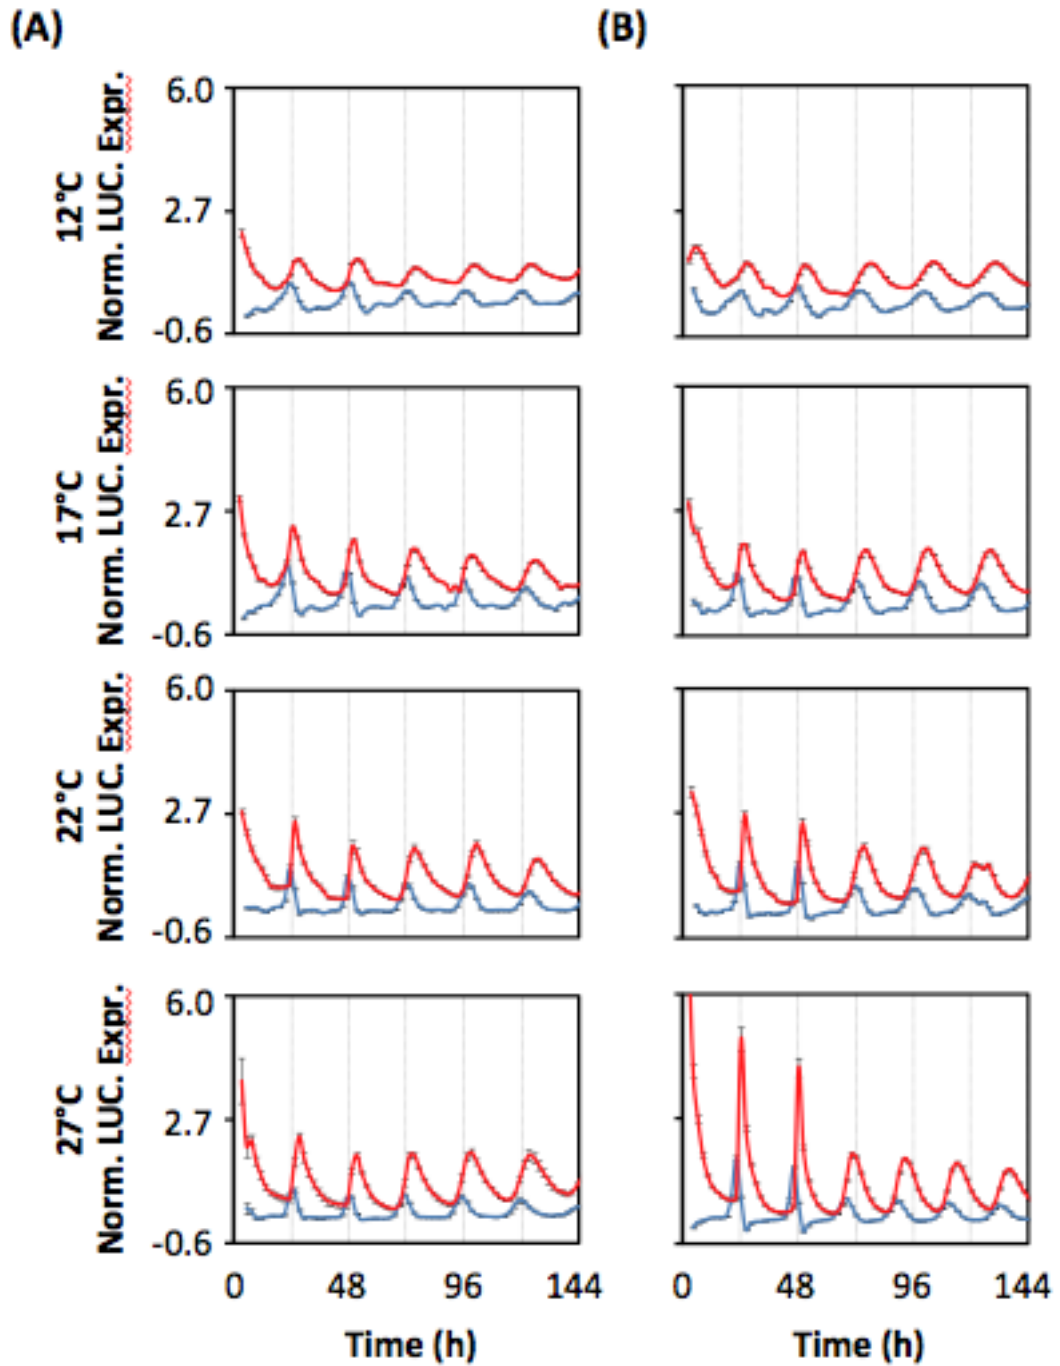 (A) (B)
12°C
Norm. LUC. Expr.
6.0
2.7
-0.6
17°C
Norm. LUC. Expr.
6.0
2.7
-0.6
22°C
Norm. LUC. Expr.
6.0
2.7
-0.6
27°C
Norm. LUC. Expr.
6.0
2.7
-0.6
0 48 96 144 0 48 96 144
Time (h) Time (h)